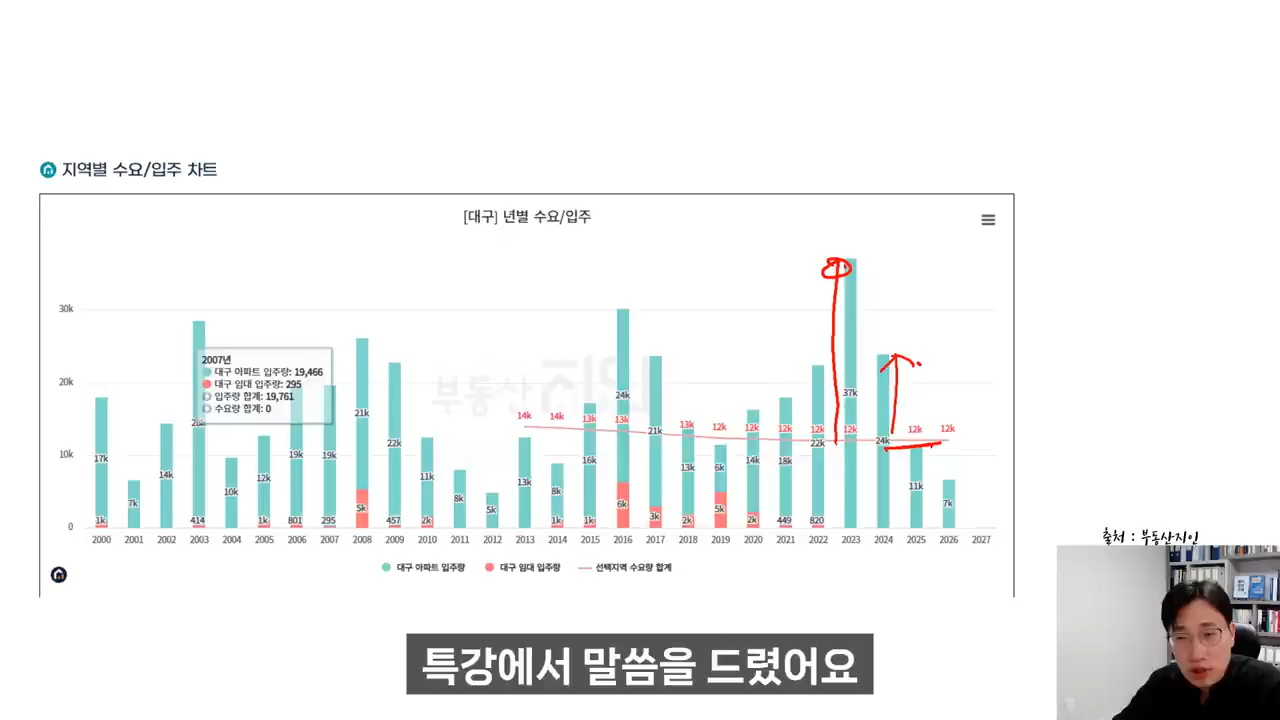 지역별 수요/입주 차트
[대구] 년별 수요/입주
30k
20k
10k
0
부동산지인
2007년
대구 아파트 입주량: 19,466
대구 임대 입주량: 295
입주량 합계: 19,761
수요량 합계: 0
14k 14k 13k 13k 13k 12k 12k 12k 12k 12k 12k 12k
17k 7k 14k 10k 12k 19k 19k 21k 22k 11k 8k 5k 13k 8k 16k 24k 21k 13k 6k 14k 18k 22k 37k 24k 11k 7k
1k 414 1k 801 295 5k 457 2k 1k 1k 6k 3k 2k 5k 2k 449 820
2000 2001 2002 2003 2004 2005 2006 2007 2008 2009 2010 2011 2012 2013 2014 2015 2016 2017 2018 2019 2020 2021 2022 2023 2024 2025 2026 2027
대구 아파트 입주량 대구 임대 입주량 선택지역 수요량 합계
출처 : 부동산지인
특강에서 말씀을 드렸어요